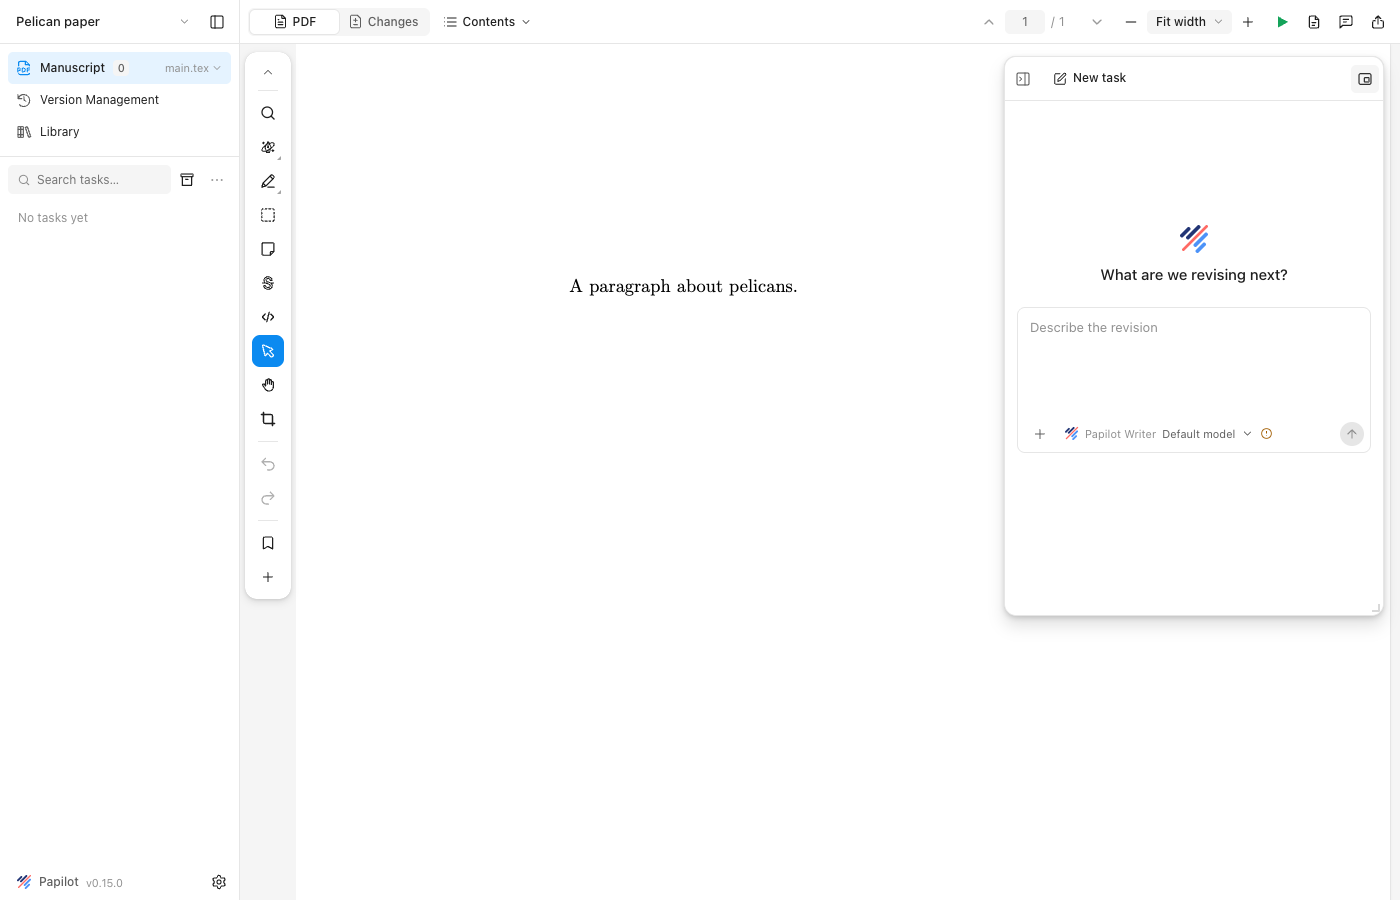 Pelican paper
PDF
Changes
Contents
1
/ 1
Fit width
Manuscript
0
main.tex
Version Management
Library
Search tasks...
No tasks yet
A paragraph about pelicans.
New task
What are we revising next?
Describe the revision
Papilot Writer
Default model
Papilot
v0.15.0